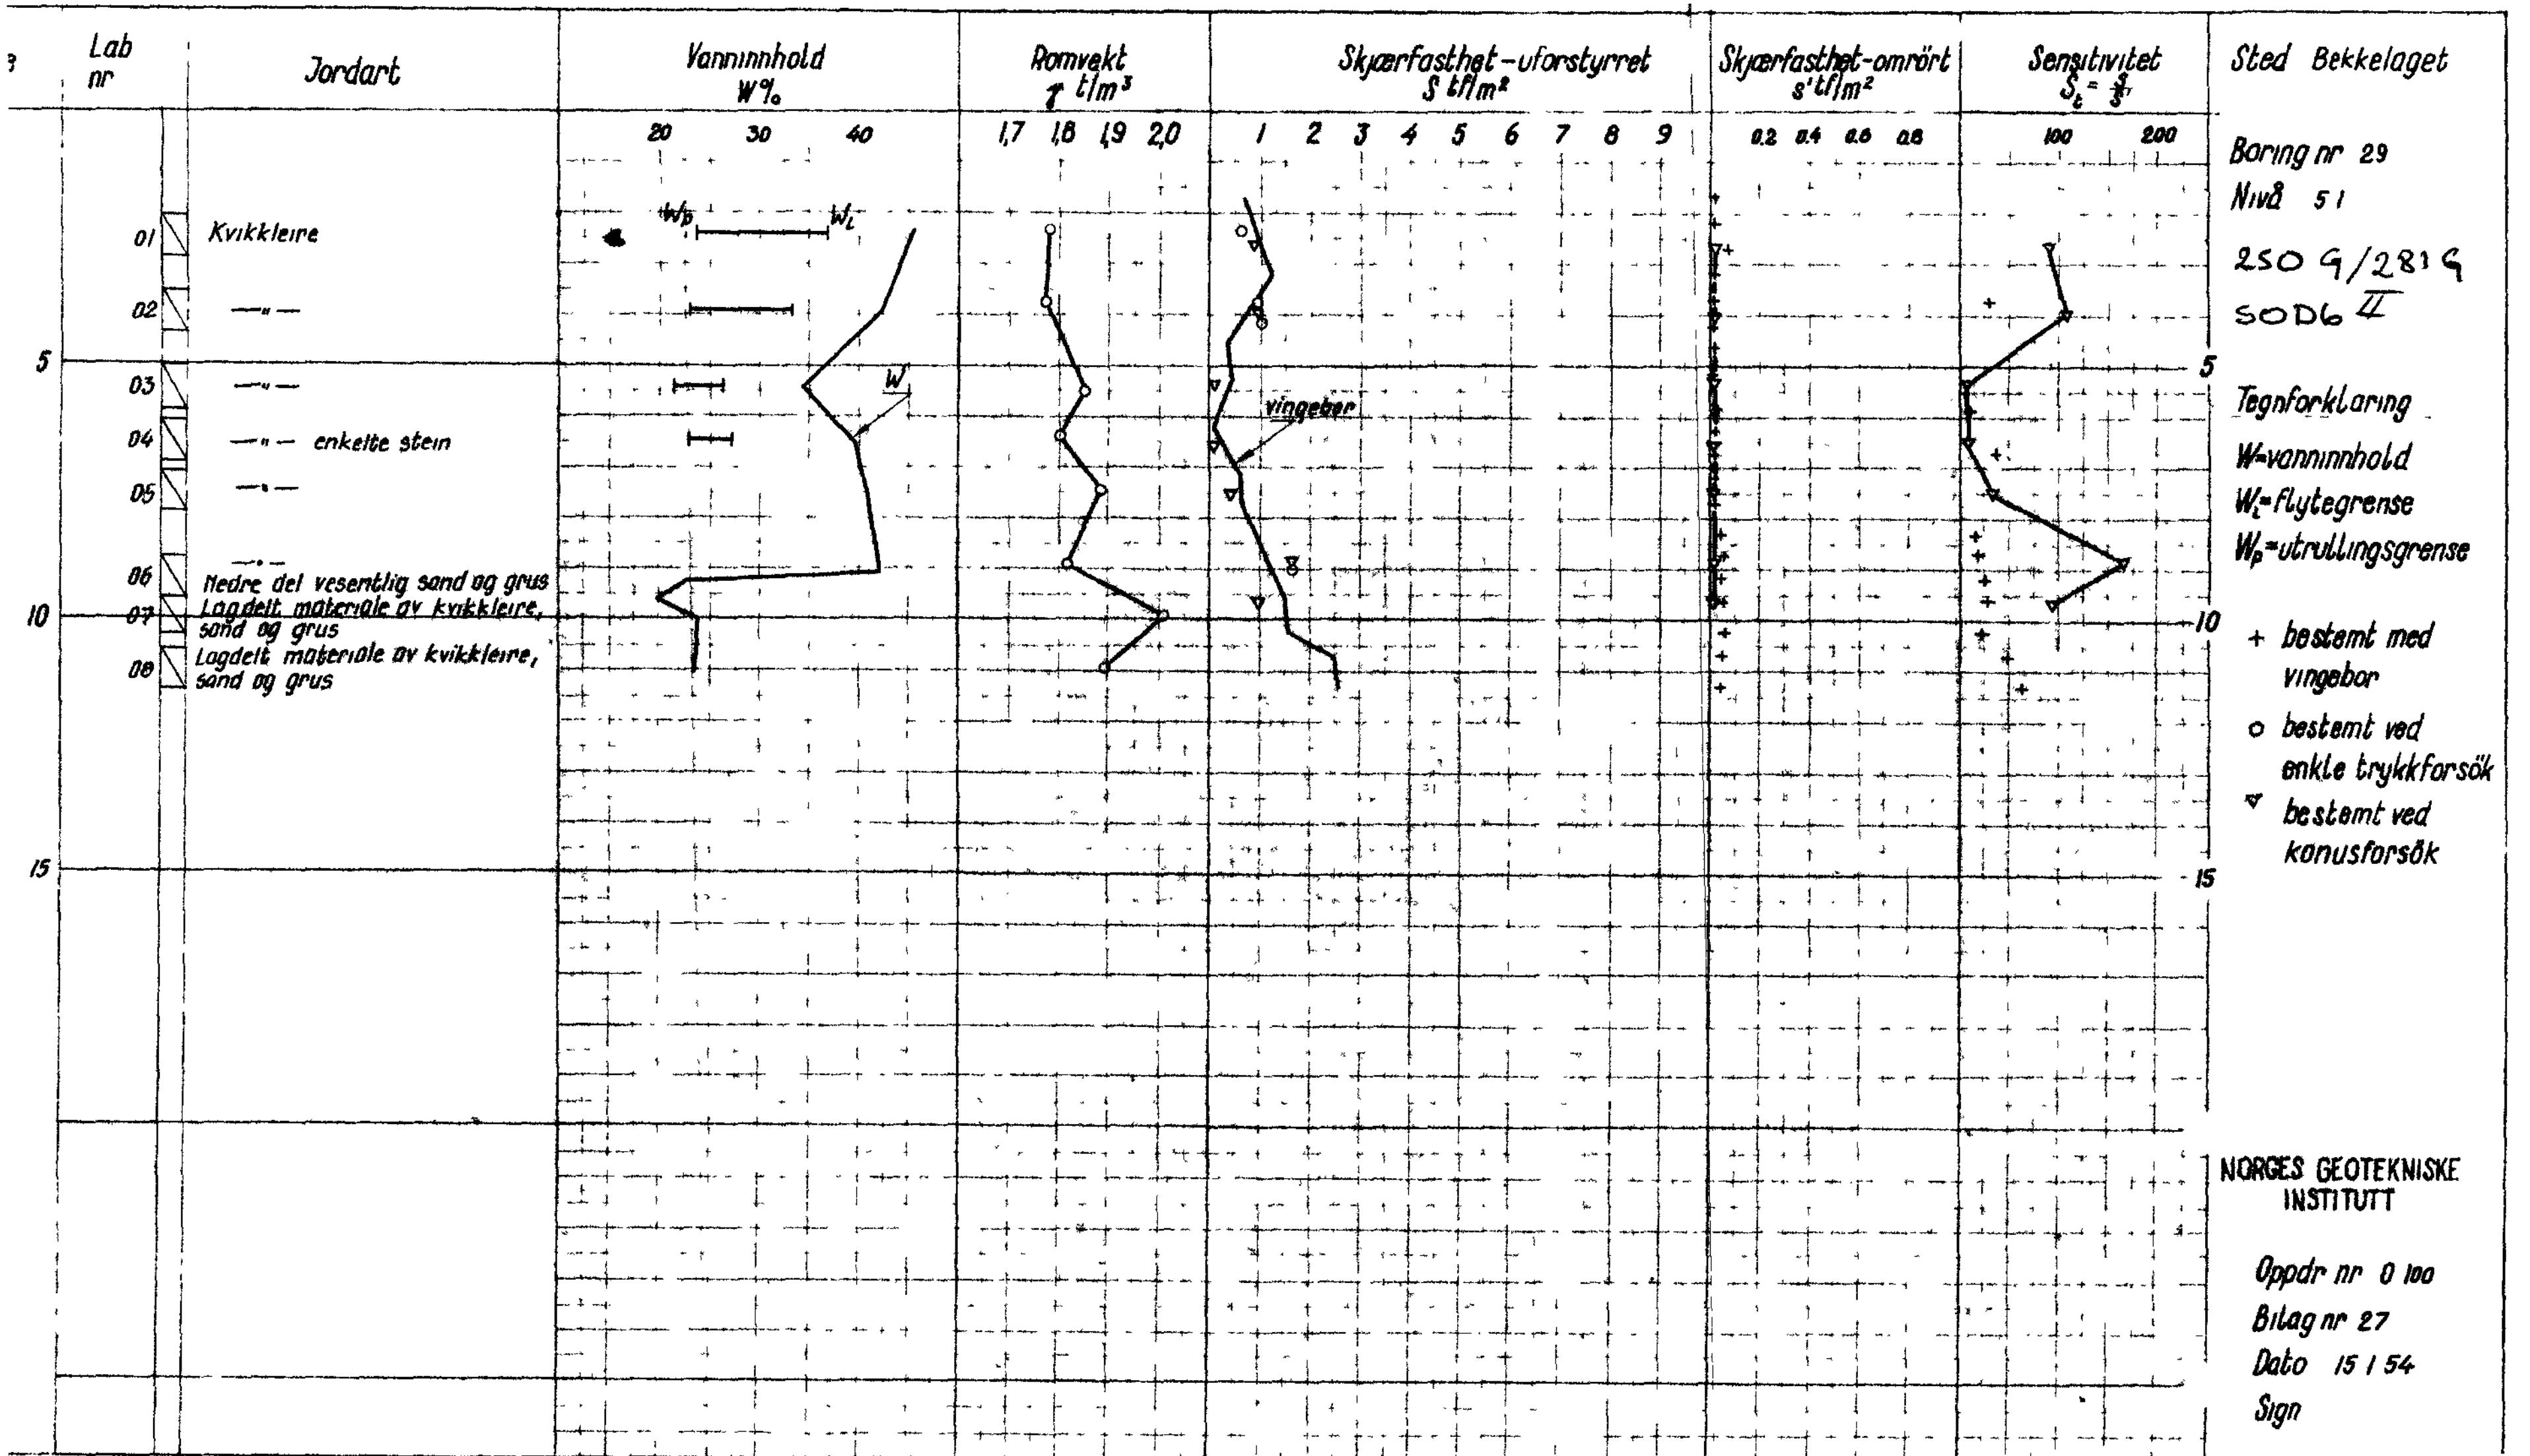 Lab nr
Jordart
Vanninnhold W%
Romvekt γ t/m³
Skjærfasthet-uforstyrret S tf/m²
Skjærfasthet-omrört s' tf/m²
Sensitivitet
Sted Bekkelaget
20 30 40
1,7 1,8 1,9 2,0
1 2 3 4 5 6 7 8 9
0.2 0.4 0.6 0.8
100 200
Boring nr 29
Nivå 5 1
250 G/281G
SOD6 II
Wp WL
01 Kvikkleire
02 —"—
5
03 —"—
W
vingebor
5
04 —"— enkelte stein
05 —"—
06 —"—
Nedre del vesentlig sand og grus
07 Lagdelt materiale av kvikkleire,
sand og grus
10
10
08 Lagdelt materiale av kvikkleire,
sand og grus
15
15
Tegnforklaring
W=vanninnhold
WL=flytegrense
Wp=utrullingsgrense
+ bestemt med
vingebor
o bestemt ved
enkle trykkforsök
▽ bestemt ved
konusforsök
NORGES GEOTEKNISKE
INSTITUTT
Oppdr nr 0 100
Bilag nr 27
Dato 15 1 54
Sign